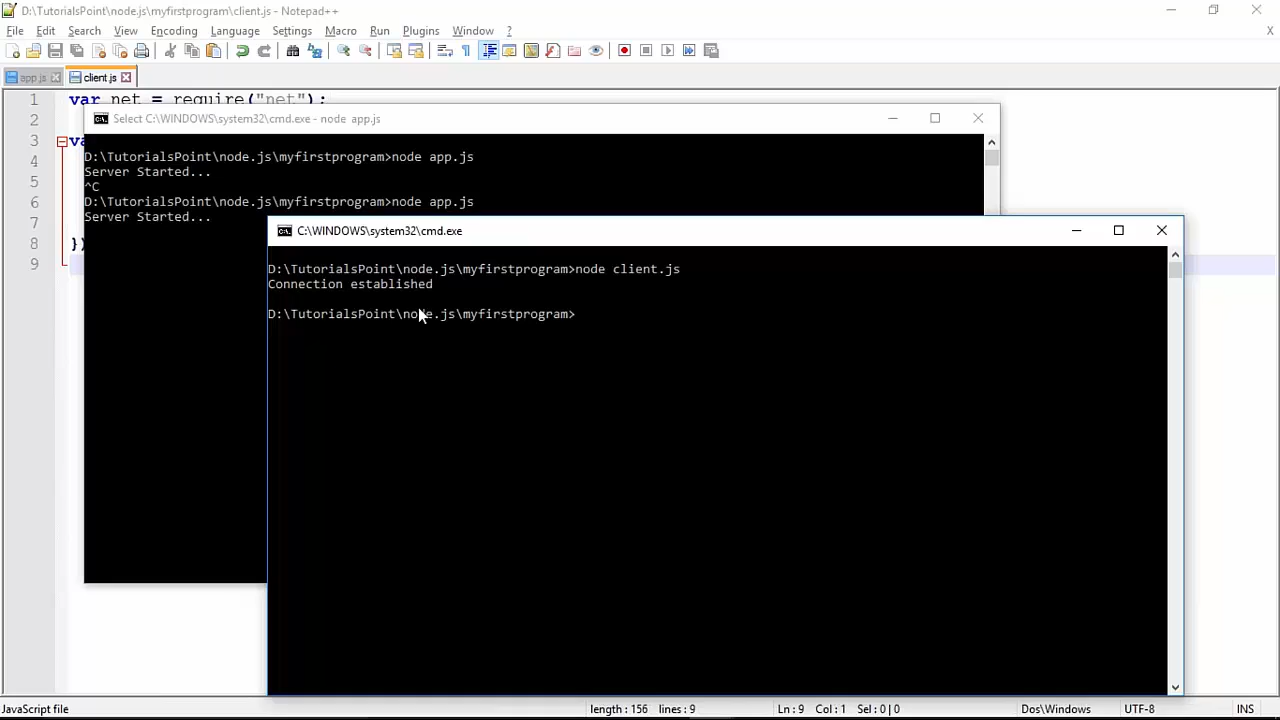 D:\TutorialsPoint\node.js\myfirstprogram\client.js - Notepad++
File Edit Search View Encoding Language Settings Macro Run Plugins Window ? X
app.js client.js
1 var net = require("net");
2
Select C:\WINDOWS\system32\cmd.exe - node app.js
3 va
4 D:\TutorialsPoint\node.js\myfirstprogram>node app.js
Server Started...
5 ^C
6 D:\TutorialsPoint\node.js\myfirstprogram>node app.js
7 Server Started...
8 })
9
C:\WINDOWS\system32\cmd.exe
D:\TutorialsPoint\node.js\myfirstprogram>node client.js
Connection established
D:\TutorialsPoint\node.js\myfirstprogram>
JavaScript file length : 156 lines : 9 Ln : 9 Col : 1 Sel : 0 | 0 Dos\Windows UTF-8 INS